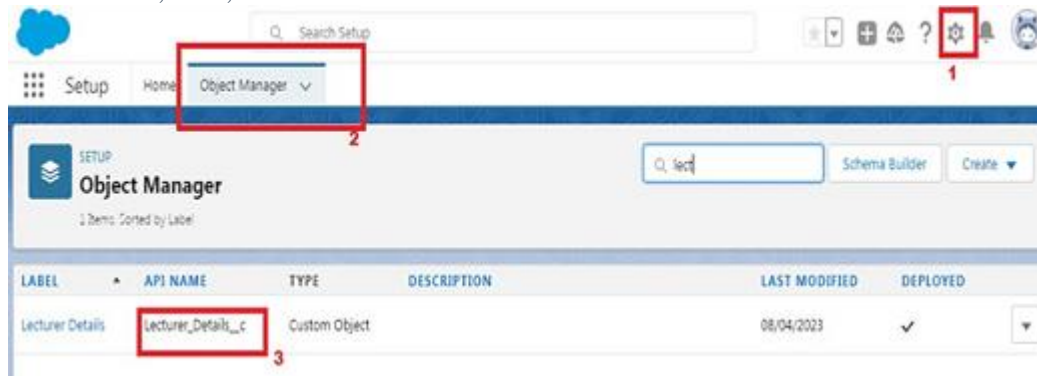 Search Setup
?
1
Setup Home Object Manager
2
SETUP
Object Manager
1 Items, Sorted by Label
lect
Schema Builder Create
LABEL API NAME TYPE DESCRIPTION LAST MODIFIED DEPLOYED
Lecturer Details Lecturer_Details__c Custom Object 08/04/2023
3